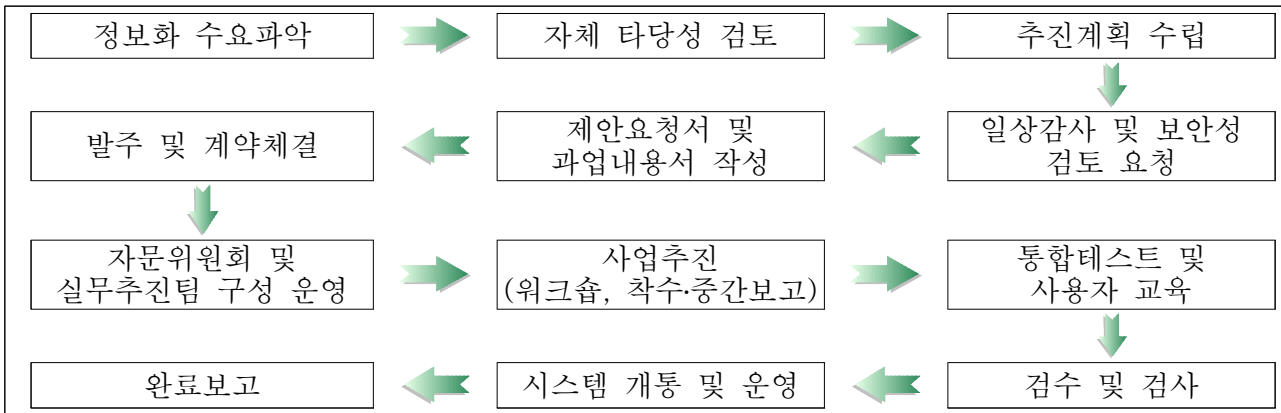 정보화 수요파악
자체 타당성 검토
추진계획 수립
일상감사 및 보안성
검토 요청
제안요청서 및
과업내용서 작성
발주 및 계약체결
자문위원회 및
실무추진팀 구성 운영
사업추진
(워크숍, 착수·중간보고)
통합테스트 및
사용자 교육
검수 및 검사
시스템 개통 및 운영
완료보고